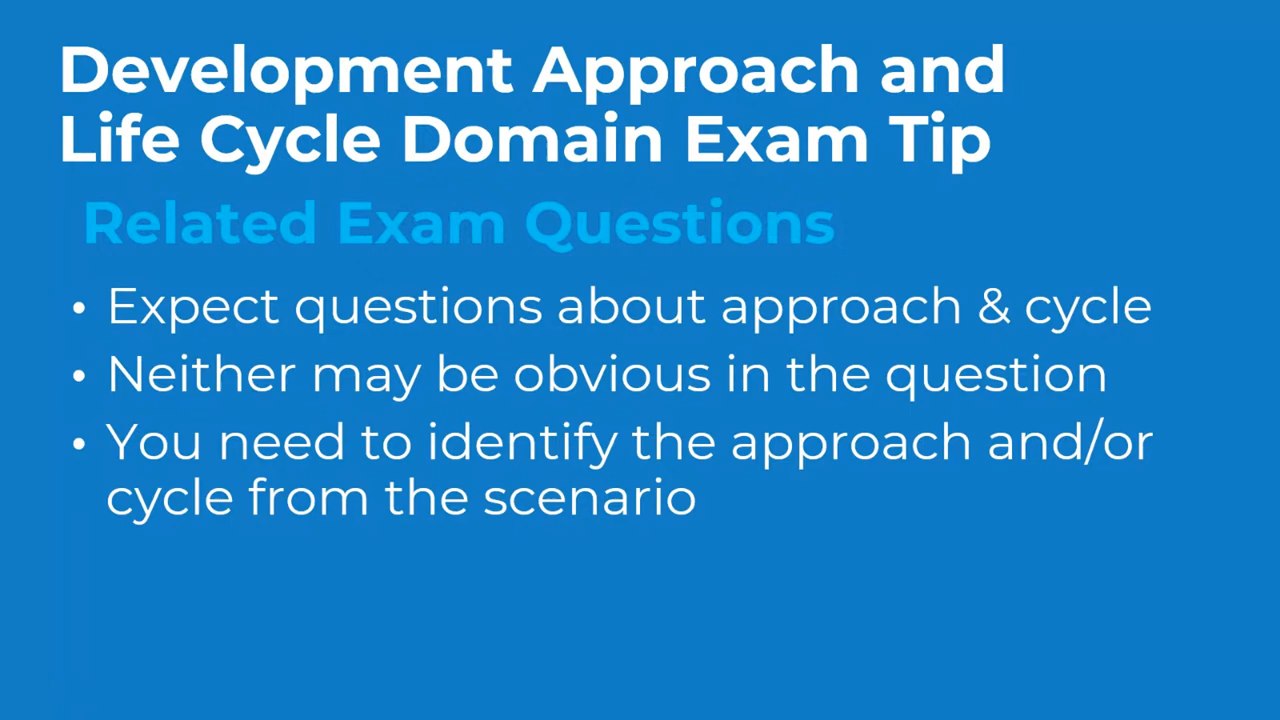 Development Approach and
Life Cycle Domain Exam Tip
Related Exam Questions
• Expect questions about approach & cycle
• Neither may be obvious in the question
• You need to identify the approach and/or
cycle from the scenario